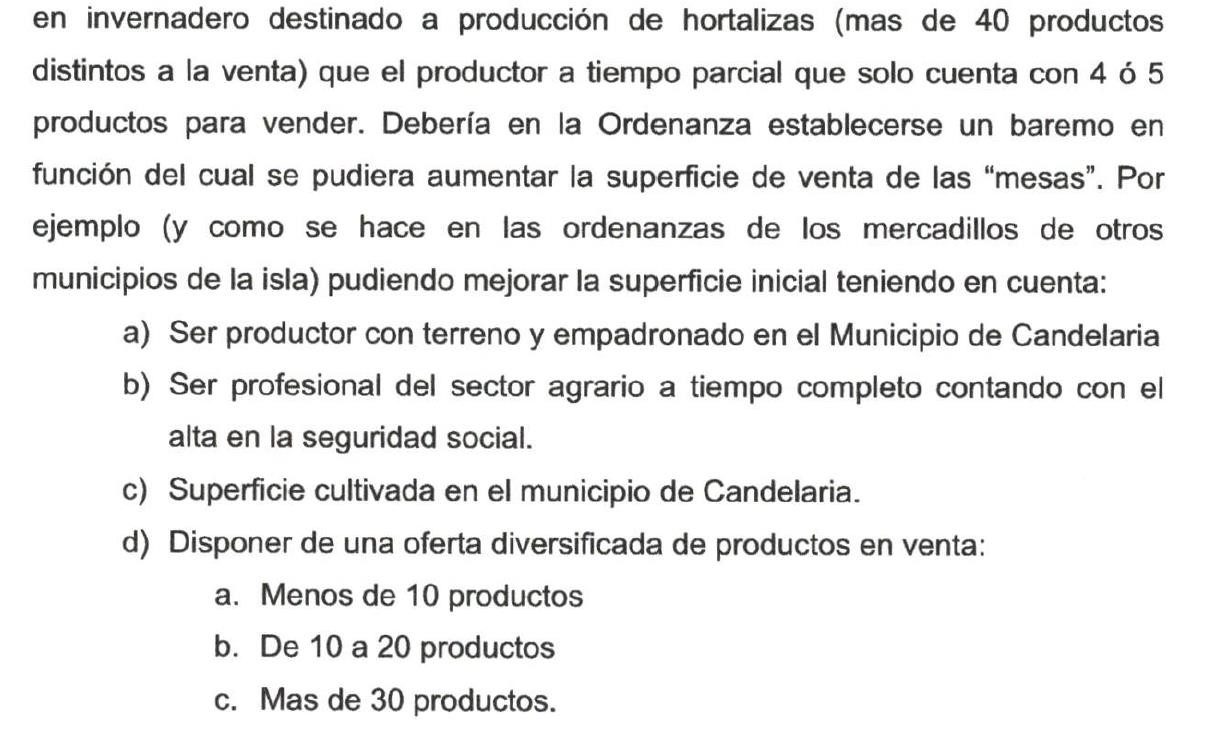 en invernadero destinado a producción de hortalizas (mas de 40 productos
distintos a la venta) que el productor a tiempo parcial que solo cuenta con 4 ó 5
productos para vender. Debería en la Ordenanza establecerse un baremo en
función del cual se pudiera aumentar la superficie de venta de las “mesas”. Por
ejemplo (y como se hace en las ordenanzas de los mercadillos de otros
municipios de la isla) pudiendo mejorar la superficie inicial teniendo en cuenta:
a) Ser productor con terreno y empadronado en el Municipio de Candelaria
b) Ser profesional del sector agrario a tiempo completo contando con el
alta en la seguridad social.
c) Superficie cultivada en el municipio de Candelaria.
d) Disponer de una oferta diversificada de productos en venta:
a. Menos de 10 productos
b. De 10 a 20 productos
c. Mas de 30 productos.